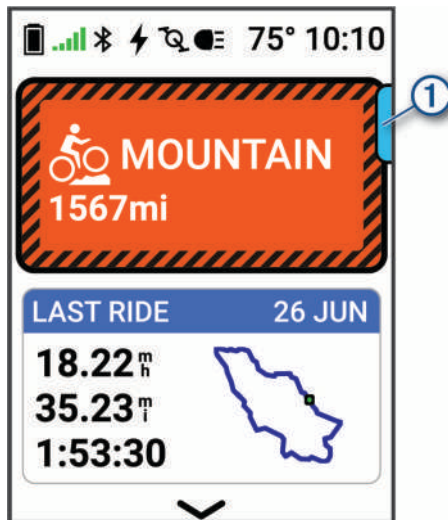 75° 10:10
1
MOUNTAIN
1567mi
LAST RIDE 26 JUN
18.22 mh
35.23 mi
1:53:30